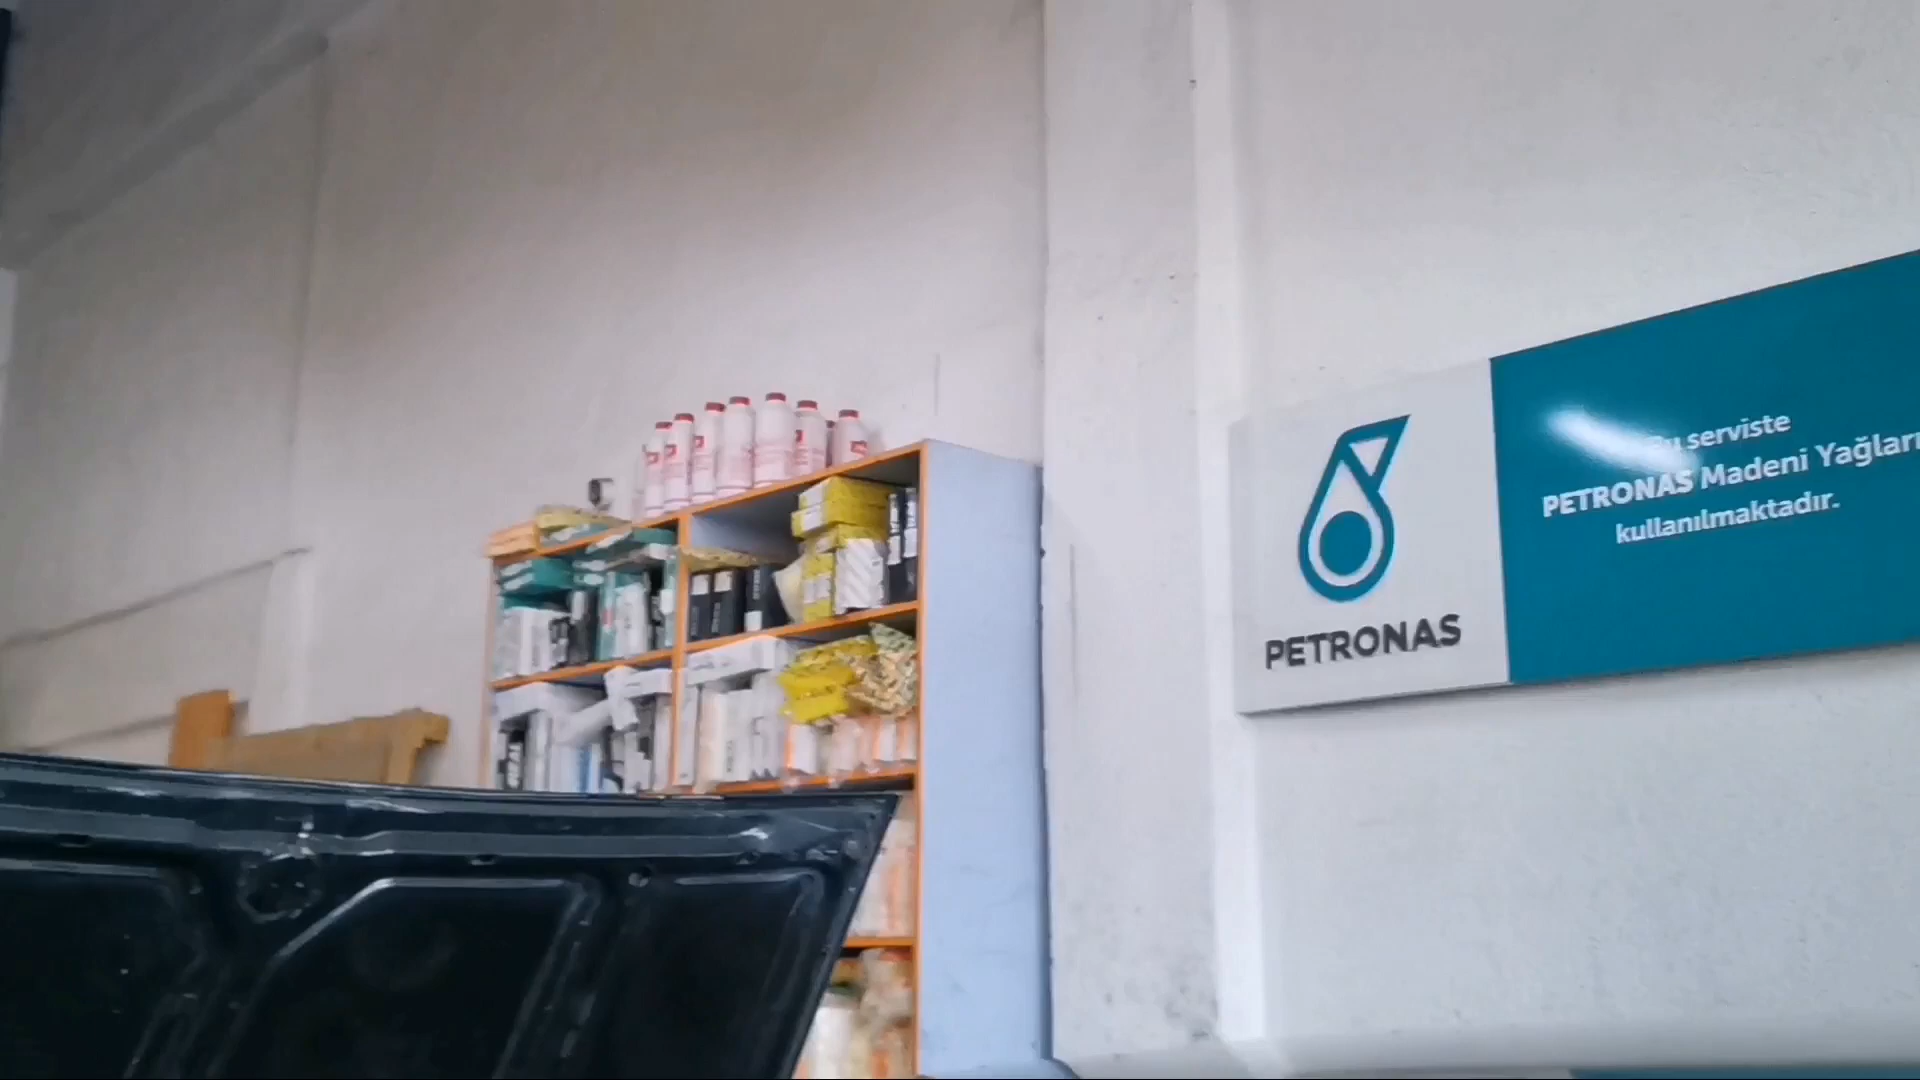 Bu serviste
PETRONAS Madeni Yağları
kullanılmaktadır.
PETRONAS